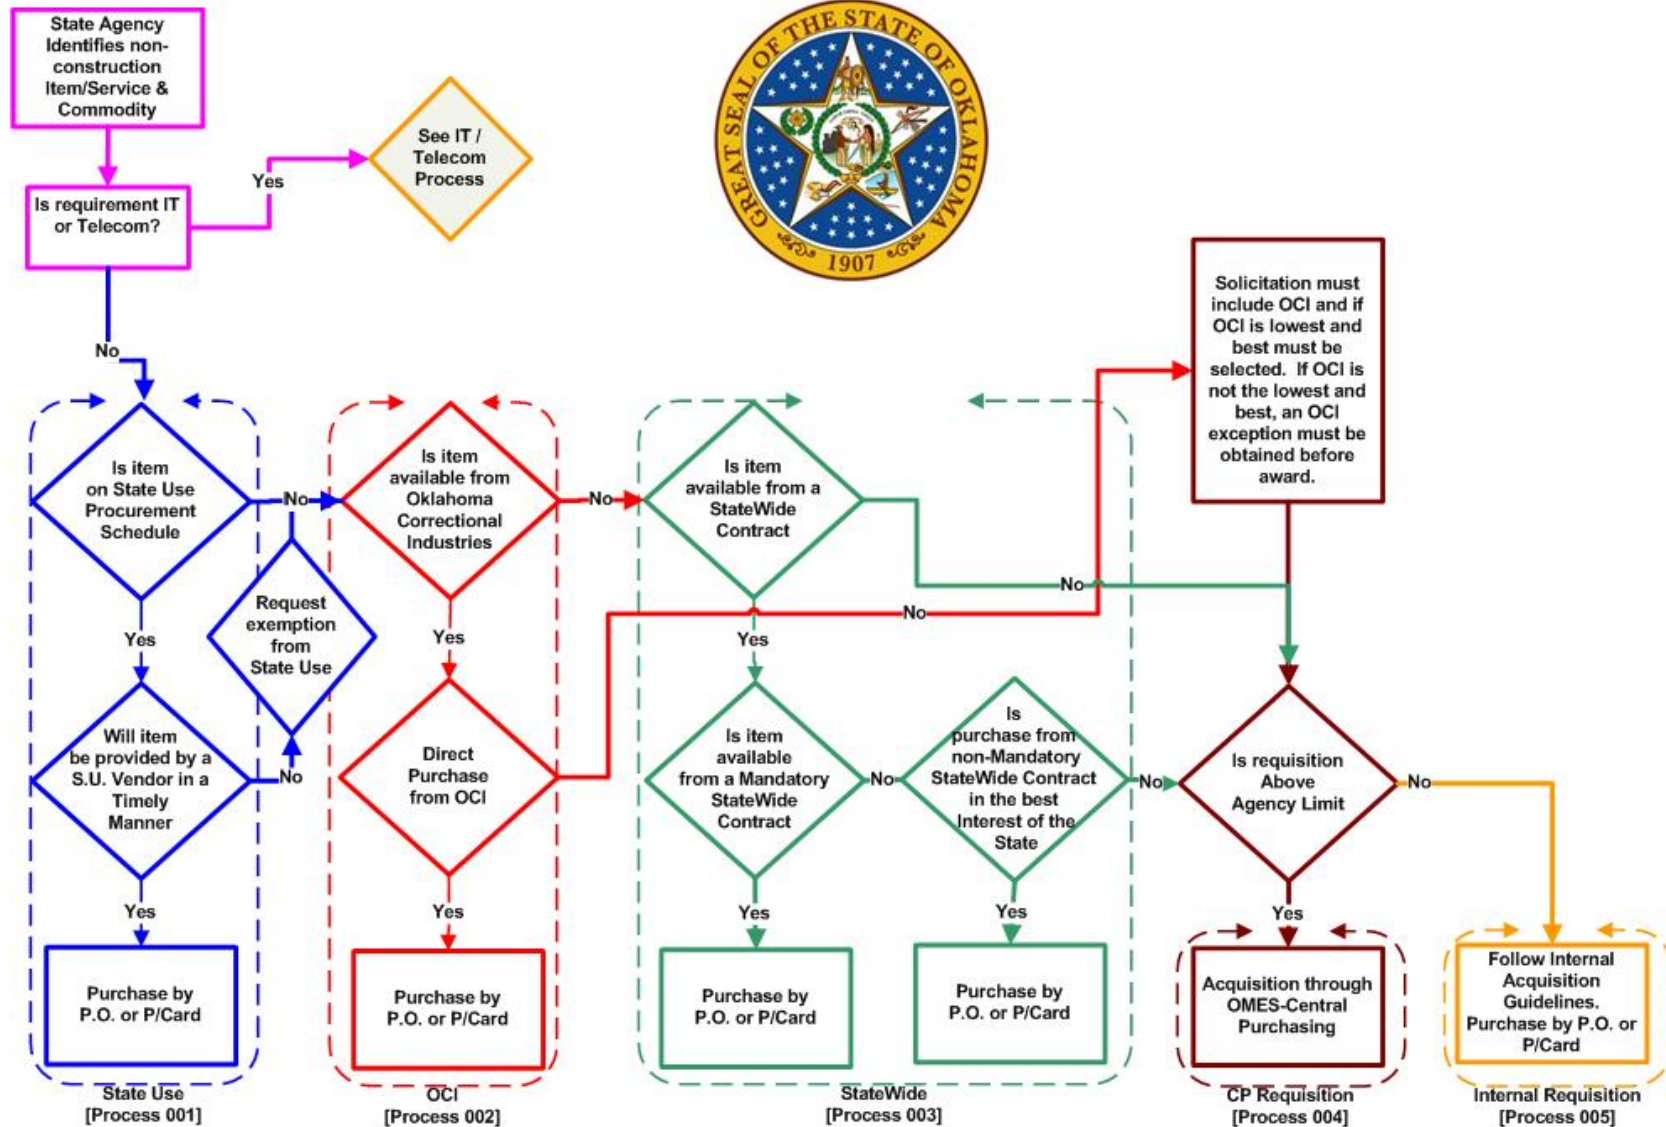 State Agency
Identifies non-
construction
Item/Service &
Commodity
GREAT SEAL OF THE STATE OF OKLAHOMA
1907
See IT /
Telecom
Process
Yes
Is requirement IT
or Telecom?
No
Solicitation must
include OCI and if
OCI is lowest and
best must be
selected. If OCI is
not the lowest and
best, an OCI
exception must be
obtained before
award.
Is item
on State Use
Procurement
Schedule
No
Is item
available from
Oklahoma
Correctional
Industries
No
Is item
available from a
StateWide
Contract
No
Request
exemption
from
State Use
No
Yes
Yes
Yes
Will item
be provided by a
S.U. Vendor in a
Timely
Manner
No
Direct
Purchase
from OCI
Is item
available
from a Mandatory
StateWide
Contract
No
Is
purchase from
non-Mandatory
StateWide Contract
in the best
Interest of the
State
No
Is requisition
Above
Agency Limit
No
Yes
Yes
Yes
Yes
Yes
Purchase by
P.O. or P/Card
Purchase by
P.O. or P/Card
Purchase by
P.O. or P/Card
Purchase by
P.O. or P/Card
Acquisition through
OMES-Central
Purchasing
Follow Internal
Acquisition
Guidelines.
Purchase by P.O. or
P/Card
State Use
[Process 001]
OCI
[Process 002]
StateWide
[Process 003]
CP Requisition
[Process 004]
Internal Requisition
[Process 005]